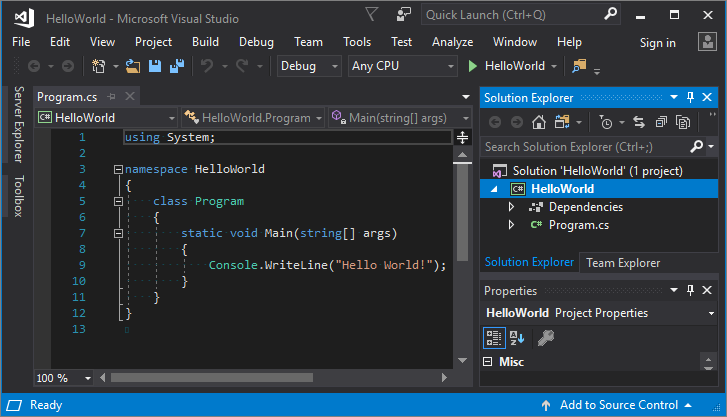 HelloWorld - Microsoft Visual Studio
Quick Launch (Ctrl+Q)
File Edit View Project Build Debug Team Tools Test Analyze Window Help Sign in
Debug Any CPU HelloWorld
Server Explorer
Toolbox
Program.cs
C# HelloWorld HelloWorld.Program Main(string[] args)
1 using System;
2
3 namespace HelloWorld
4 {
5 class Program
6 {
7 static void Main(string[] args)
8 {
9 Console.WriteLine("Hello World!");
10 }
11 }
12 }
13
100 %
Solution Explorer
Search Solution Explorer (Ctrl+;)
Solution 'HelloWorld' (1 project)
C# HelloWorld
Dependencies
C# Program.cs
Solution Explorer Team Explorer
Properties
HelloWorld Project Properties
Misc
Ready
Add to Source Control